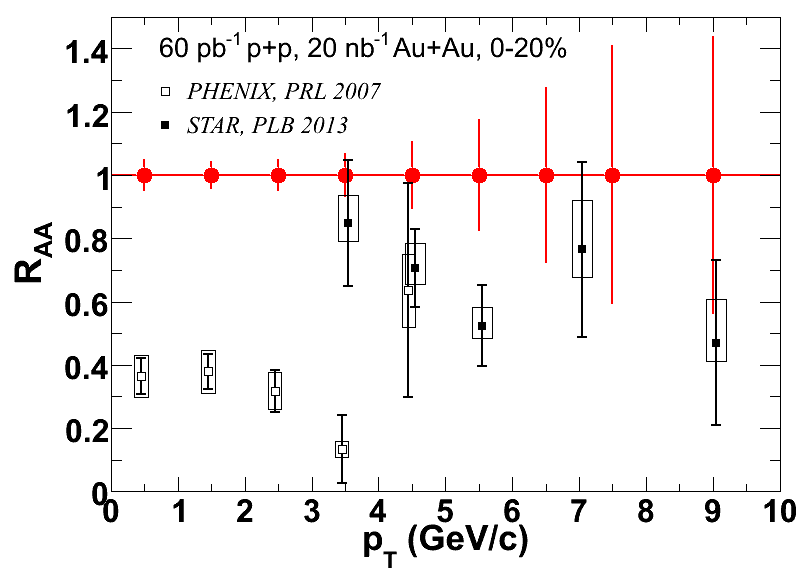 60 pb⁻¹ p+p, 20 nb⁻¹ Au+Au, 0-20%
PHENIX, PRL 2007
STAR, PLB 2013
R_AA
1.4
1.2
1
0.8
0.6
0.4
0.2
0
0 1 2 3 4 5 6 7 8 9 10
p_T (GeV/c)